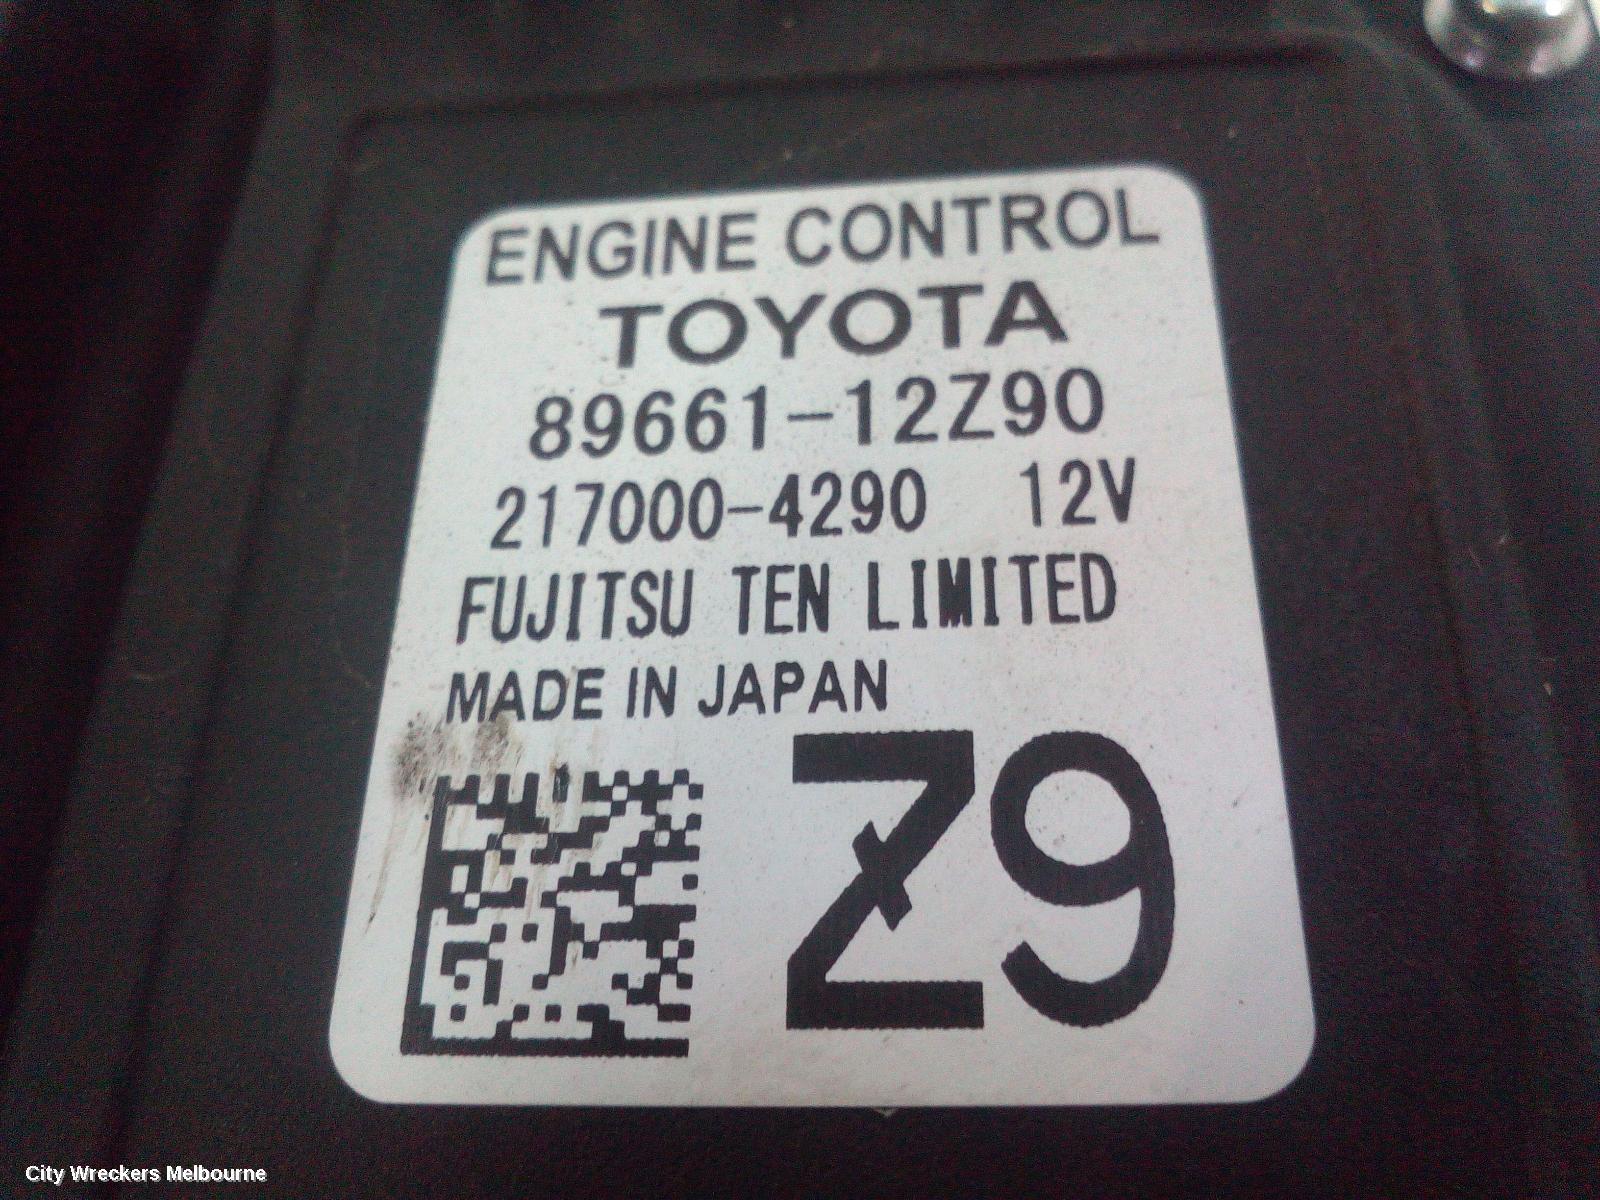 ENGINE CONTROL
TOYOTA
89661-12Z90
217000-4290 12V
FUJITSU TEN LIMITED
MADE IN JAPAN
Z9
City Wreckers Melbourne